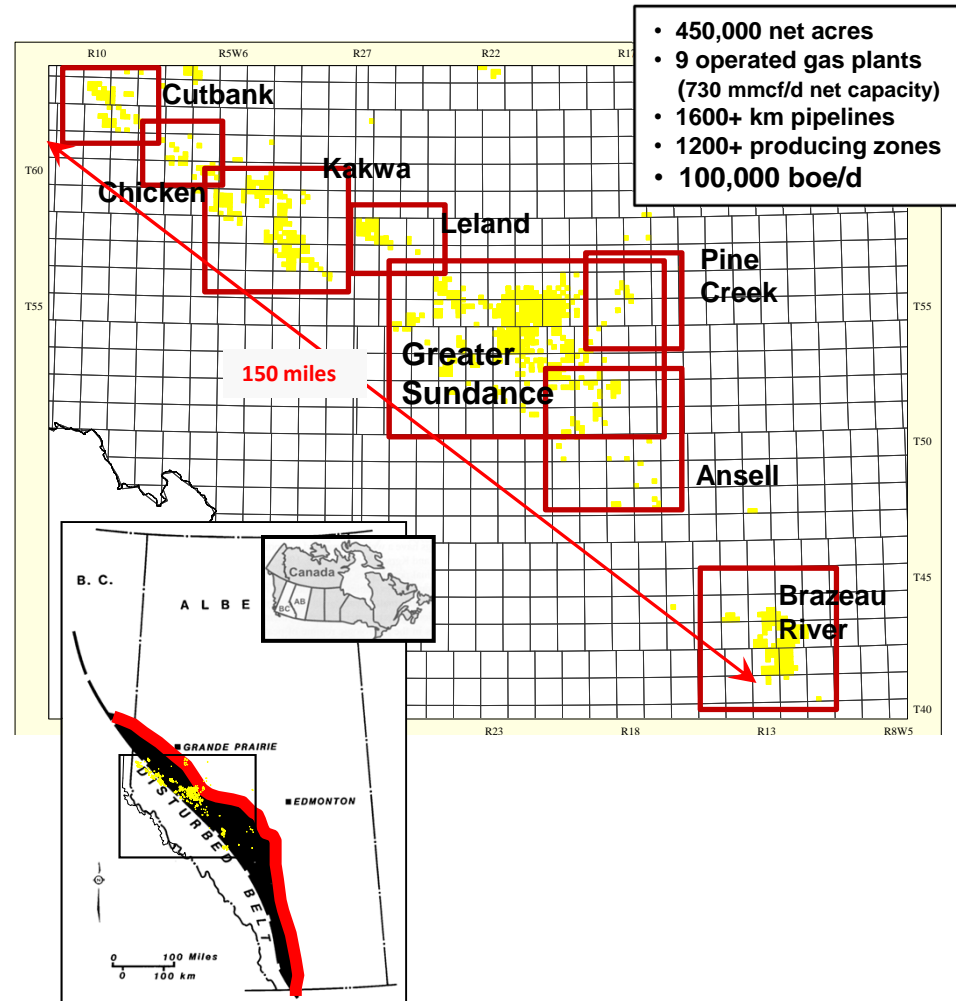 • 450,000 net acres
• 9 operated gas plants
(730 mmcf/d net capacity)
• 1600+ km pipelines
• 1200+ producing zones
• 100,000 boe/d
R10
R5W6
R27
R22
R17
Cutbank
T60
Kakwa
Chicken
Leland
Pine
Creek
T55
T55
Greater
Sundance
150 miles
T50
Ansell
T45
Brazeau
River
T40
R23
R18
R13
R8W5
B. C.
ALBE
Canada
BC
AB
GRANDE PRAIRIE
EDMONTON
DISTURBED BELT
0 100 Miles
0 100 km